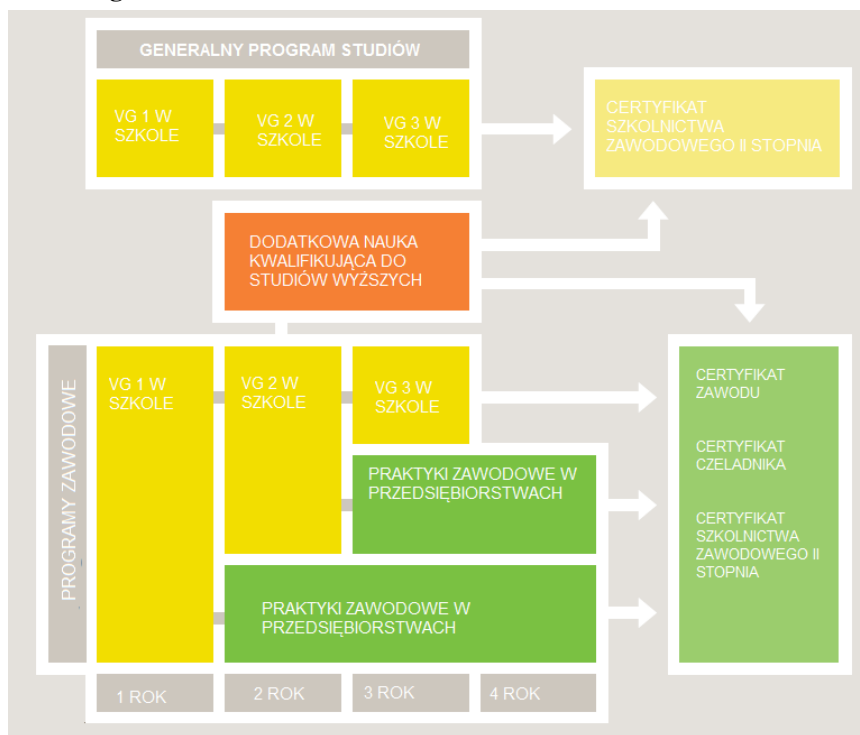 GENERALNY PROGRAM STUDIÓW
VG 1 W
SZKOLE
VG 2 W
SZKOLE
VG 3 W
SZKOLE
CERTYFIKAT
SZKOLNICTWA
ZAWODOWEGO II STOPNIA
DODATKOWA NAUKA
KWALIFIKUJĄCA DO
STUDIÓW WYŻSZYCH
PROGRAMY ZAWODOWE
VG 1 W
SZKOLE
VG 2 W
SZKOLE
VG 3 W
SZKOLE
PRAKTYKI ZAWODOWE W
PRZEDSIĘBIORSTWACH
PRAKTYKI ZAWODOWE W
PRZEDSIĘBIORSTWACH
CERTYFIKAT
ZAWODU
CERTYFIKAT
CZELADNIKA
CERTYFIKAT
SZKOLNICTWA
ZAWODOWEGO II
STOPNIA
1 ROK
2 ROK
3 ROK
4 ROK